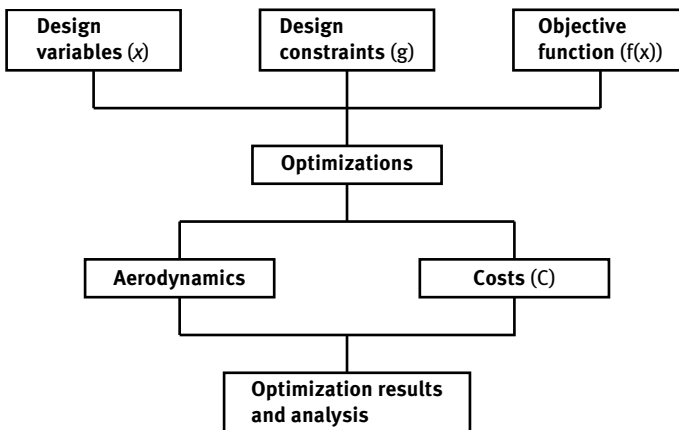 Design
variables (x)
Design
constraints (g)
Objective
function (f(x))
Optimizations
Aerodynamics
Costs (C)
Optimization results
and analysis